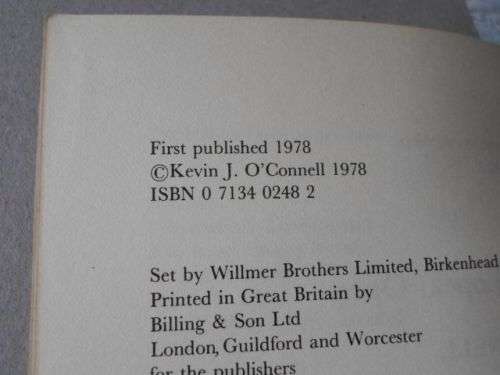 First published 1978
©Kevin J. O'Connell 1978
ISBN 0 7134 0248 2
Set by Willmer Brothers Limited, Birkenhead
Printed in Great Britain by
Billing & Son Ltd
London, Guildford and Worcester
for the publishers